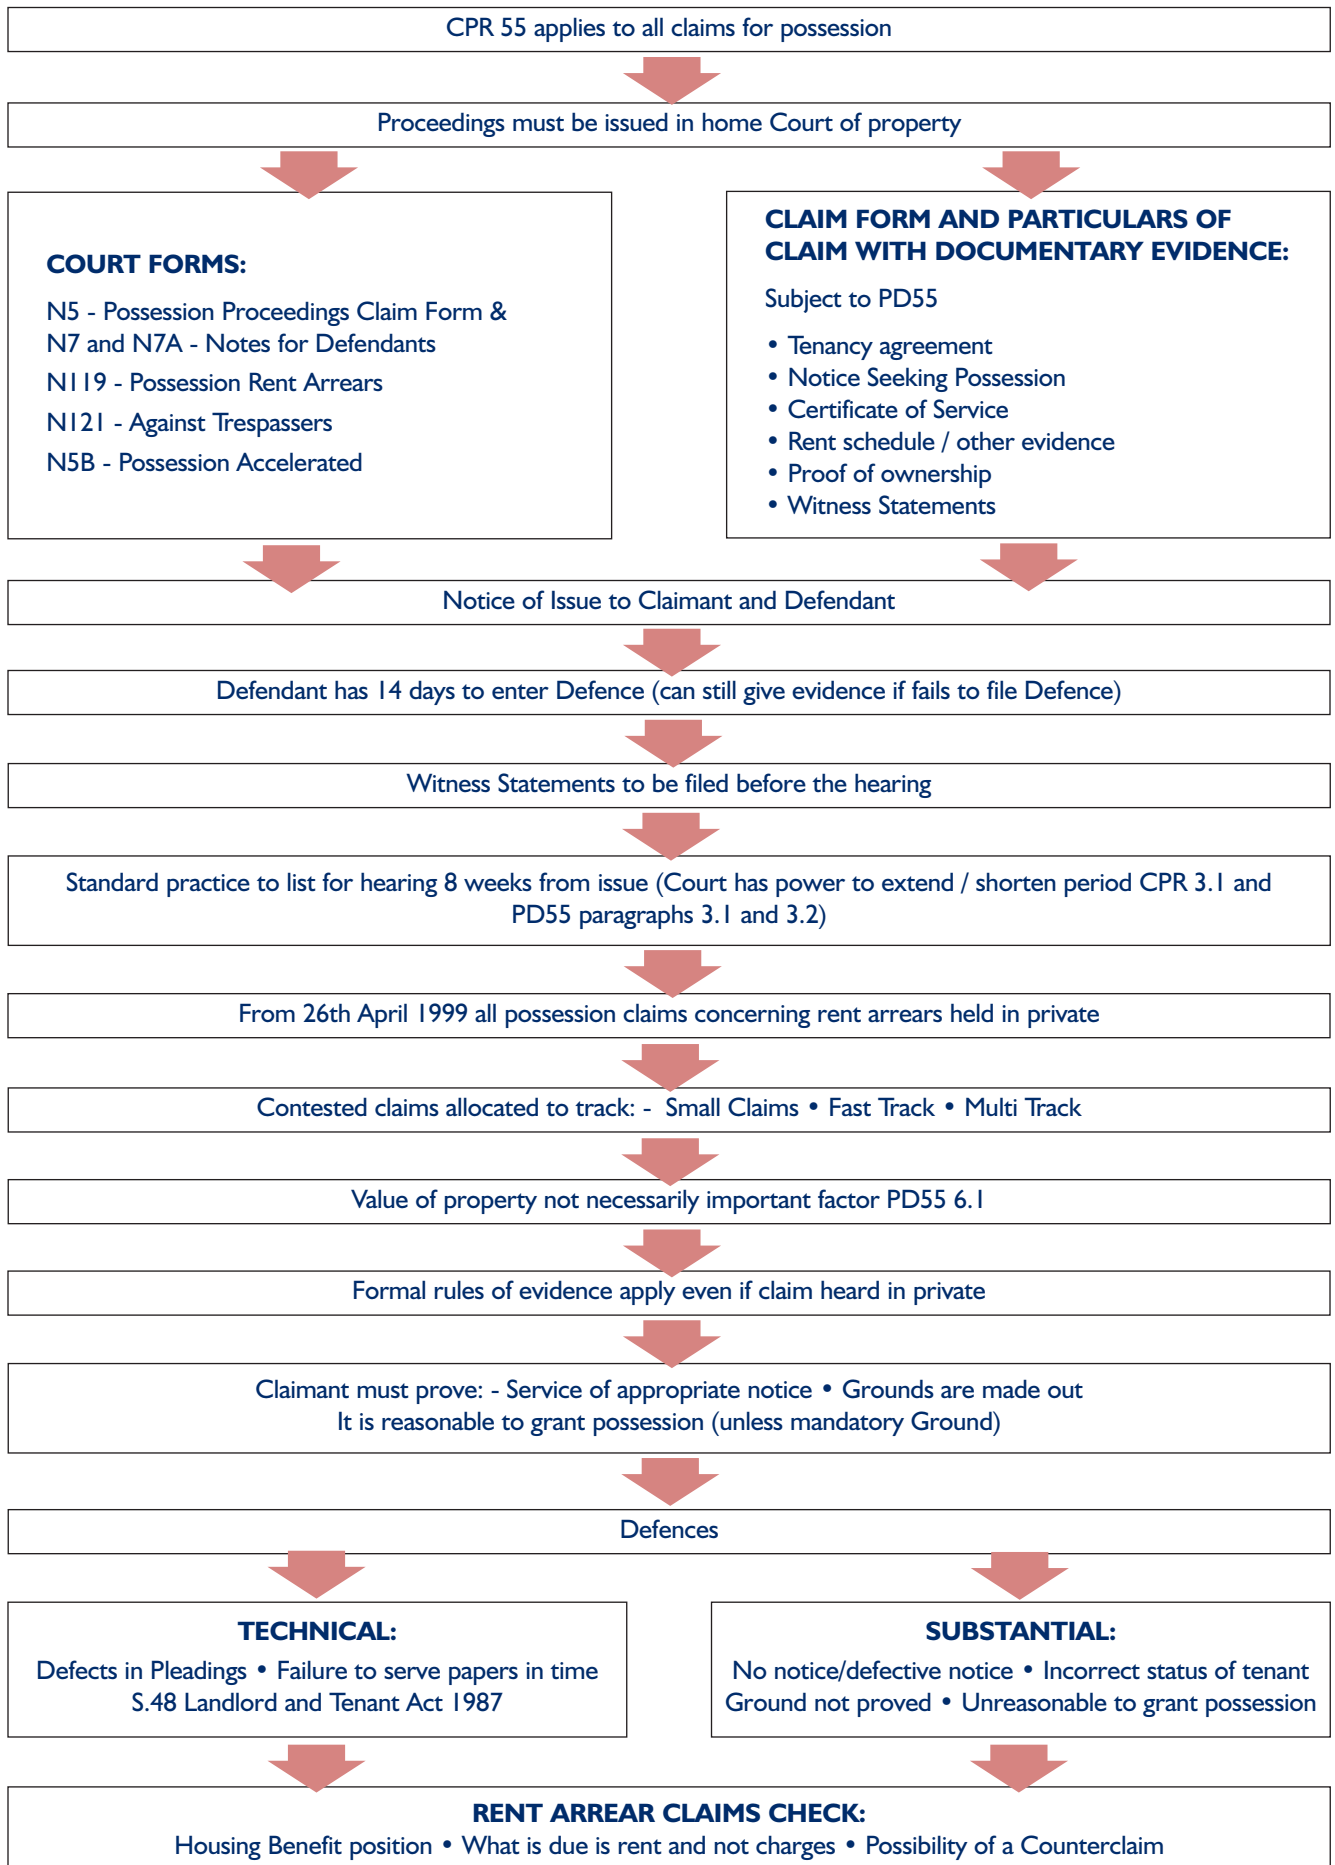 CPR 55 applies to all claims for possession
Proceedings must be issued in home Court of property
COURT FORMS:
N5 - Possession Proceedings Claim Form &
N7 and N7A - Notes for Defendants
N119 - Possession Rent Arrears
N121 - Against Trespassers
N5B - Possession Accelerated
CLAIM FORM AND PARTICULARS OF
CLAIM WITH DOCUMENTARY EVIDENCE:
Subject to PD55
• Tenancy agreement
• Notice Seeking Possession
• Certificate of Service
• Rent schedule / other evidence
• Proof of ownership
• Witness Statements
Notice of Issue to Claimant and Defendant
Defendant has 14 days to enter Defence (can still give evidence if fails to file Defence)
Witness Statements to be filed before the hearing
Standard practice to list for hearing 8 weeks from issue (Court has power to extend / shorten period CPR 3.1 and
PD55 paragraphs 3.1 and 3.2)
From 26th April 1999 all possession claims concerning rent arrears held in private
Contested claims allocated to track: - Small Claims • Fast Track • Multi Track
Value of property not necessarily important factor PD55 6.1
Formal rules of evidence apply even if claim heard in private
Claimant must prove: - Service of appropriate notice • Grounds are made out
It is reasonable to grant possession (unless mandatory Ground)
Defences
TECHNICAL:
Defects in Pleadings • Failure to serve papers in time
S.48 Landlord and Tenant Act 1987
SUBSTANTIAL:
No notice/defective notice • Incorrect status of tenant
Ground not proved • Unreasonable to grant possession
RENT ARREAR CLAIMS CHECK:
Housing Benefit position • What is due is rent and not charges • Possibility of a Counterclaim